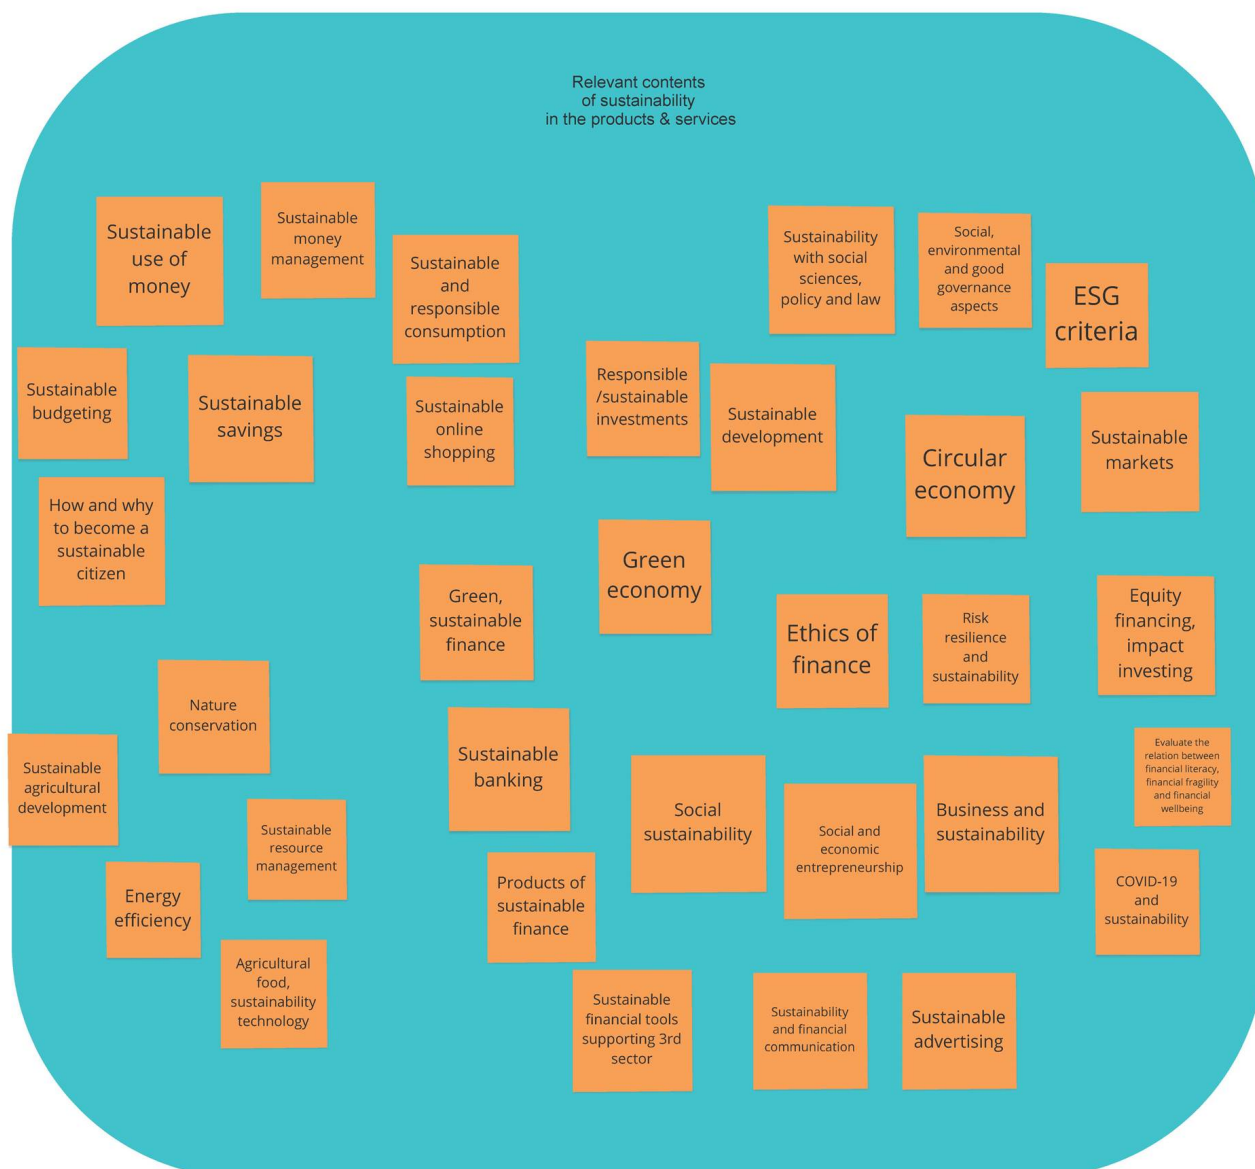 Relevant contents
of sustainability
in the products & services
Sustainable
use of
money
Sustainable
money
management
Sustainable
and
responsible
consumption
Sustainability
with social
sciences,
policy and law
Social,
environmental
and good
governance
aspects
ESG
criteria
Sustainable
budgeting
Sustainable
savings
Sustainable
online
shopping
Responsible
/sustainable
investments
Sustainable
development
Circular
economy
Sustainable
markets
How and why
to become a
sustainable
citizen
Green,
sustainable
finance
Green
economy
Ethics of
finance
Risk
resilience
and
sustainability
Equity
financing,
impact
investing
Nature
conservation
Sustainable
agricultural
development
Sustainable
resource
management
Sustainable
banking
Social
sustainability
Social and
economic
entrepreneurship
Business and
sustainability
Evaluate the
relation between
financial literacy,
financial fragility
and financial
wellbeing
Energy
efficiency
Products of
sustainable
finance
COVID-19
and
sustainability
Agricultural
food,
sustainability
technology
Sustainable
financial tools
supporting 3rd
sector
Sustainability
and financial
communication
Sustainable
advertising